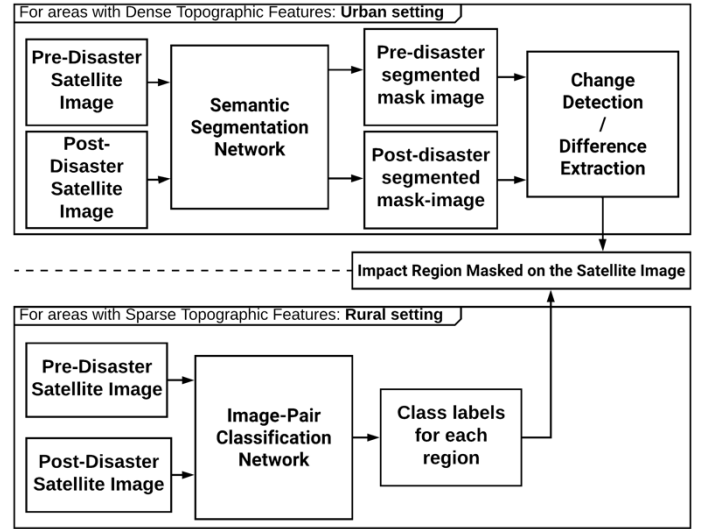 For areas with Dense Topographic Features: Urban setting
Pre-Disaster
Satellite
Image
Post-
Disaster
Satellite
Image
Semantic
Segmentation
Network
Pre-disaster
segmented
mask image
Post-disaster
segmented
mask-image
Change
Detection
/
Difference
Extraction
Impact Region Masked on the Satellite Image
For areas with Sparse Topographic Features: Rural setting
Pre-Disaster
Satellite Image
Post-Disaster
Satellite Image
Image-Pair
Classification
Network
Class labels
for each
region